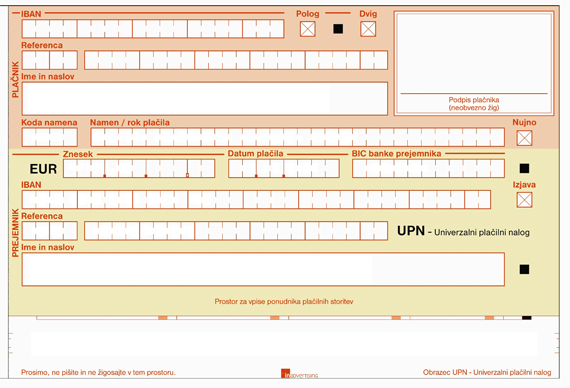 IBAN Polog Dvig
Referenca
PLAČNIK
Ime in naslov
Podpis plačnika
(neobvezno žig)
Koda namena Namen / rok plačila Nujno
Znesek Datum plačila BIC banke prejemnika
EUR
IBAN Izjava
Referenca
PREJEMNIK
UPN - Univerzalni plačilni nalog
Ime in naslov
Prostor za vpise ponudnika plačilnih storitev
Prosimo, ne pišite in ne žigosajte v tem prostoru. Obrazec UPN - Univerzalni plačilni nalog